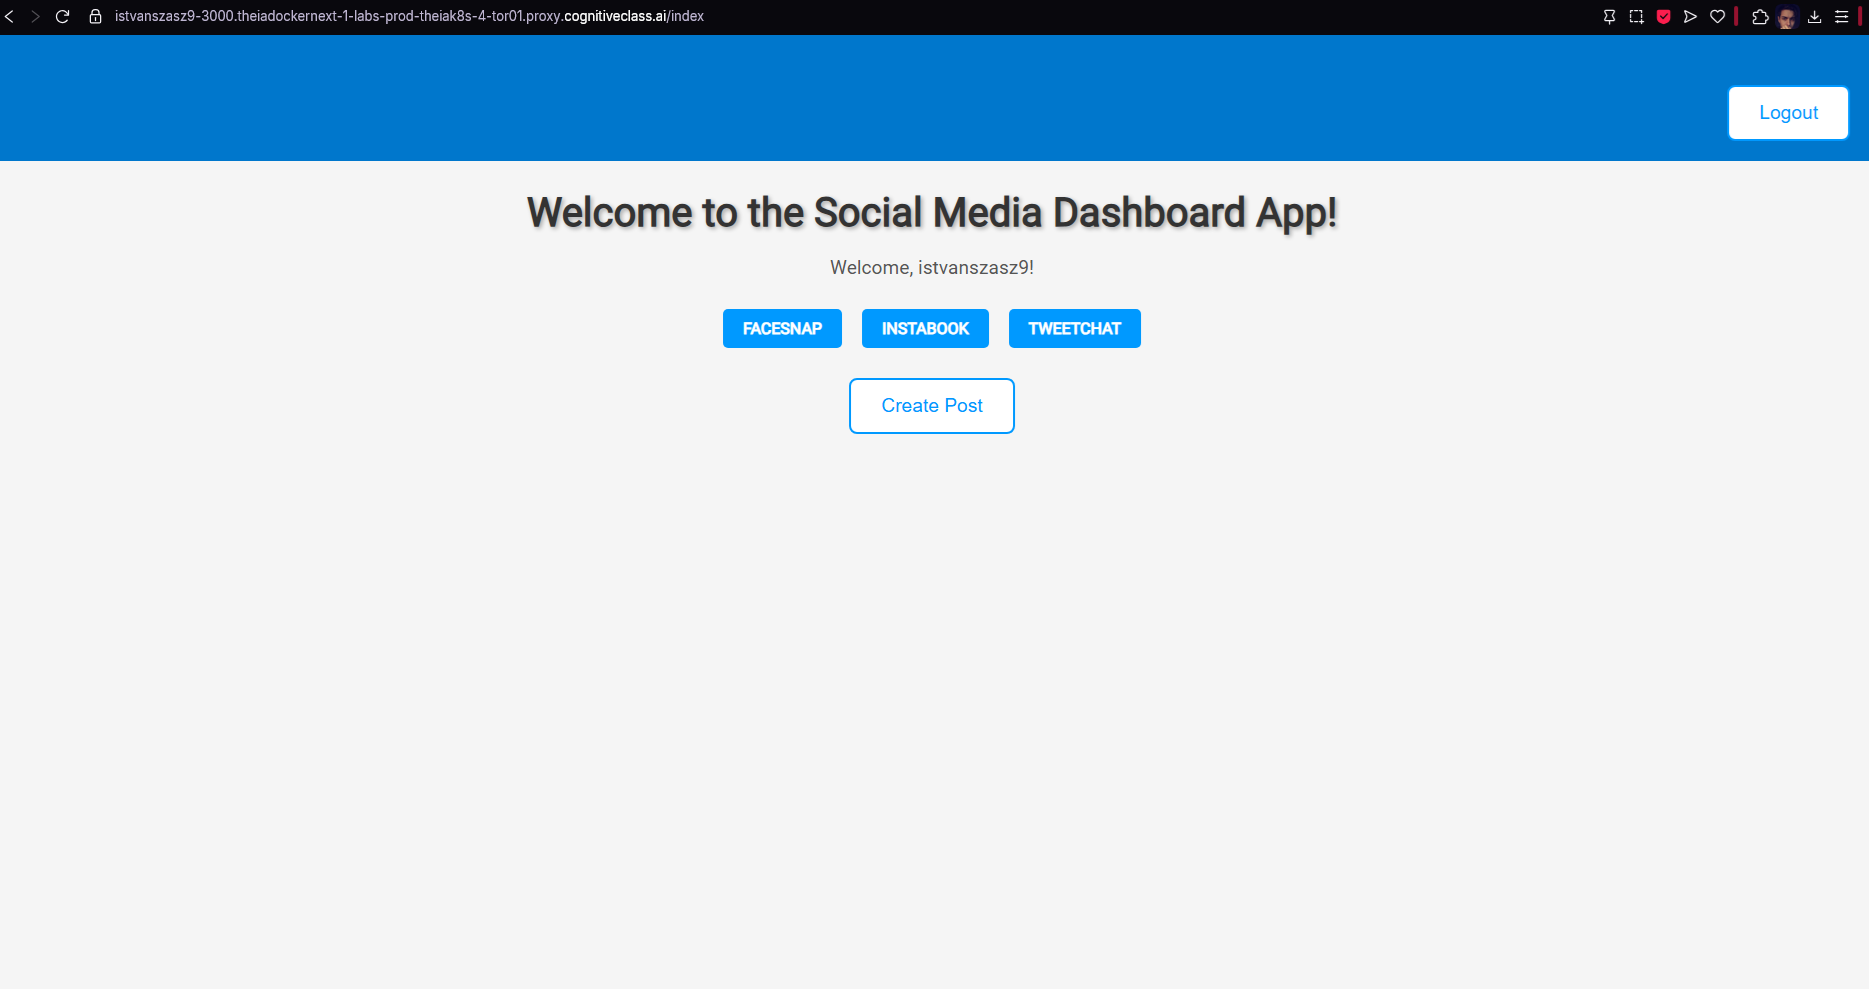 istvanszasz9-3000.theiadockernext-1-labs-prod-theiak8s-4-tor01.proxy.cognitiveclass.ai/index
Logout
Welcome to the Social Media Dashboard App!
Welcome, istvanszasz9!
FACESNAP INSTABOOK TWEETCHAT
Create Post